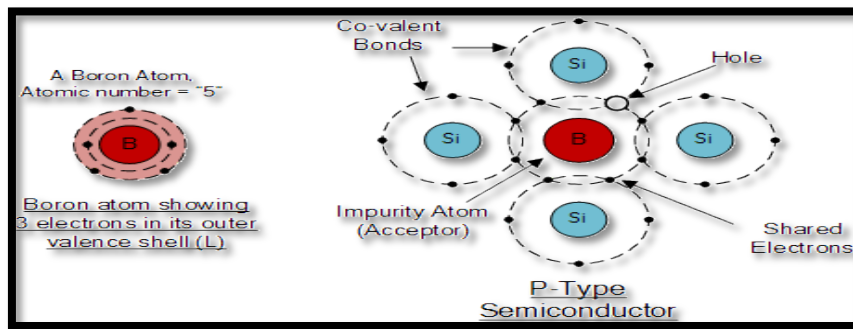 A Boron Atom,
Atomic number = "5"
B
Boron atom showing
3 electrons in its outer
valence shell (L)
Co-valent
Bonds
Si
Hole
Si
B
Si
Impurity Atom
(Acceptor)
Si
Shared
Electrons
P-Type
Semiconductor